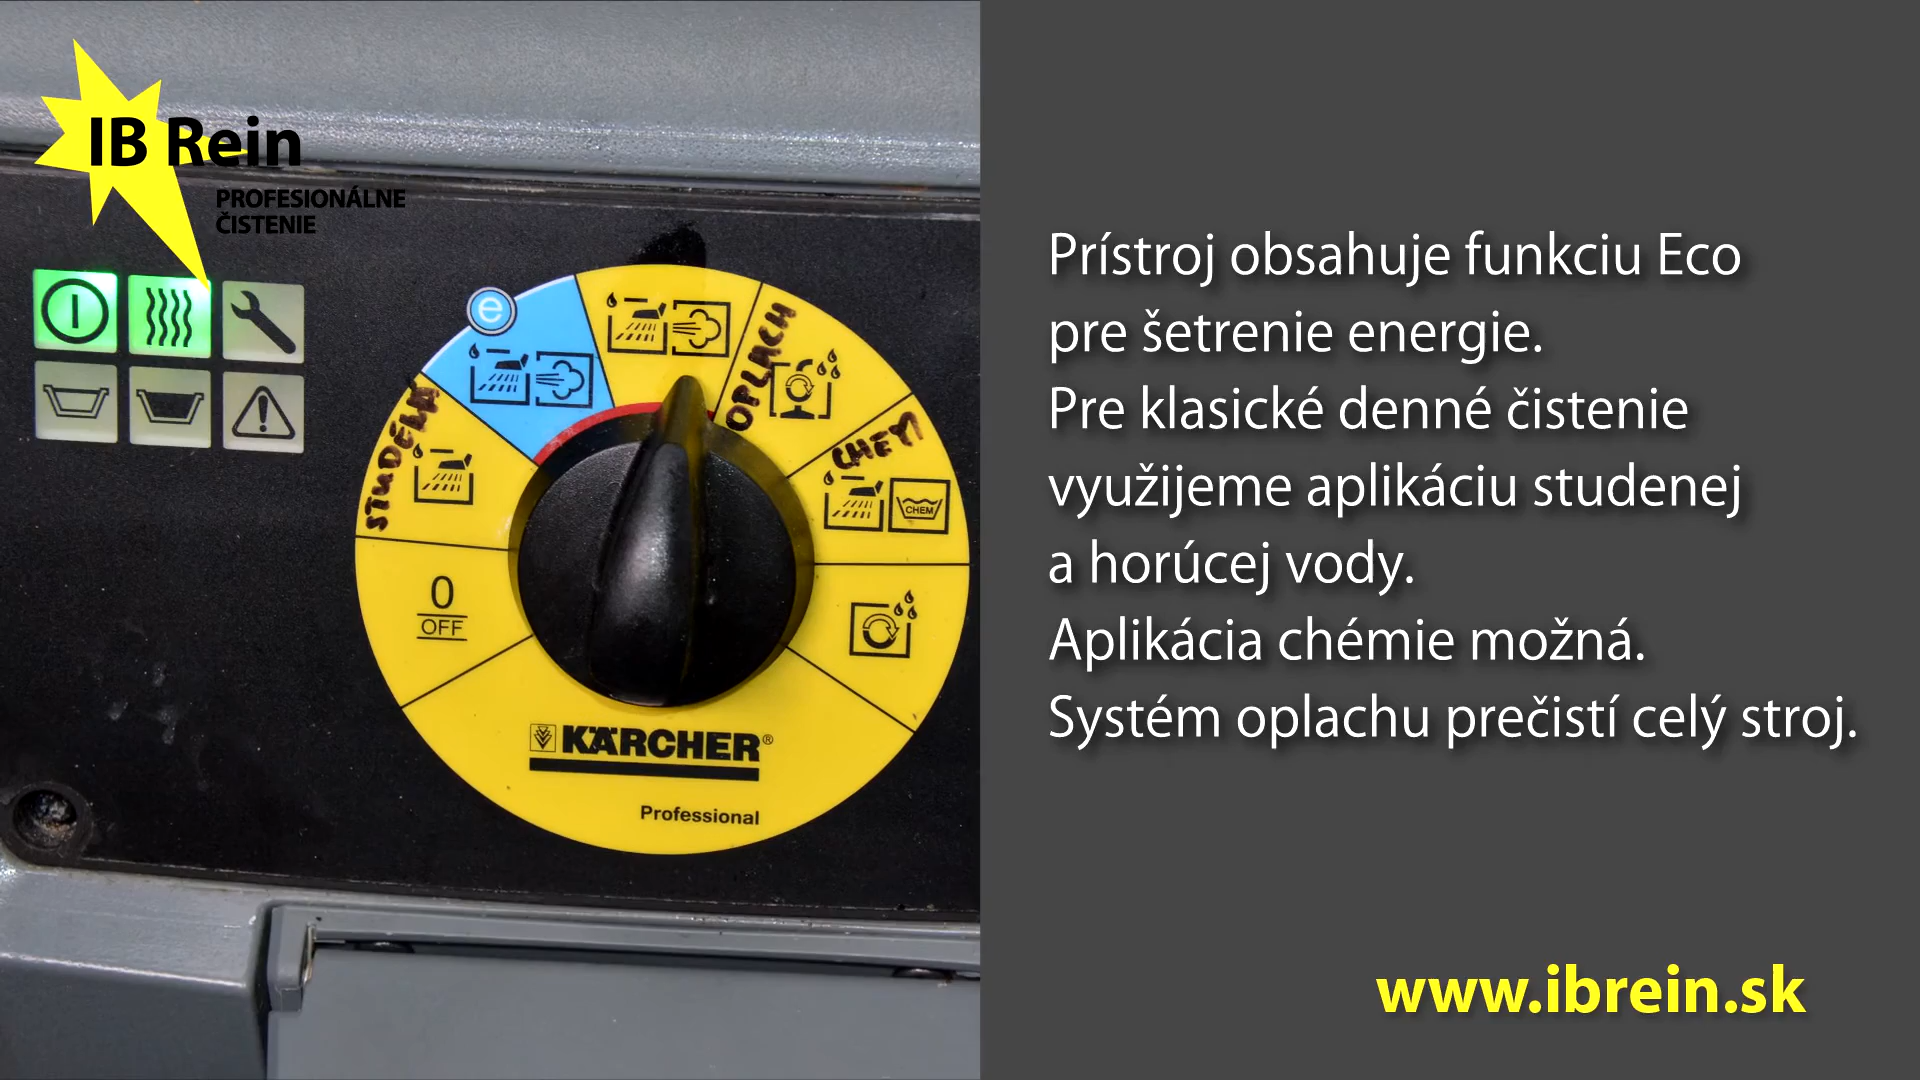 IB Rein
PROFESIONÁLNE
ČISTENIE
e
OPLACH
STUDENÁ
CHEM
CHEM
0
OFF
KÄRCHER®
Professional
Prístroj obsahuje funkciu Eco
pre šetrenie energie.
Pre klasické denné čistenie
využijeme aplikáciu studenej
a horúcej vody.
Aplikácia chémie možná.
Systém oplachu prečistí celý stroj.
www.ibrein.sk